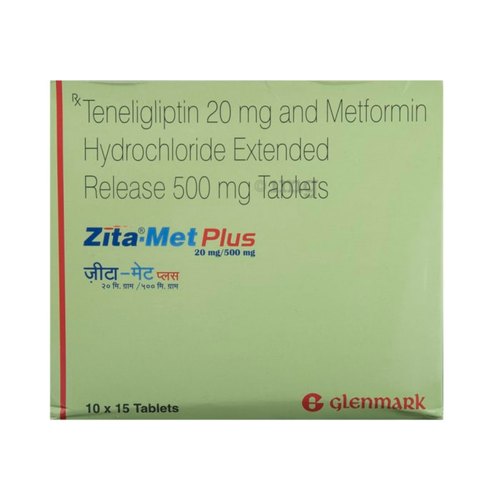 Rx Teneligliptin 20 mg and Metformin
Hydrochloride Extended
Release 500 mg Tablets
Zita®-Met Plus
20 mg/500 mg
ज़ीटा-मेट प्लस
२० मि. ग्राम /५०० मि. ग्राम
10 x 15 Tablets
G Glenmark